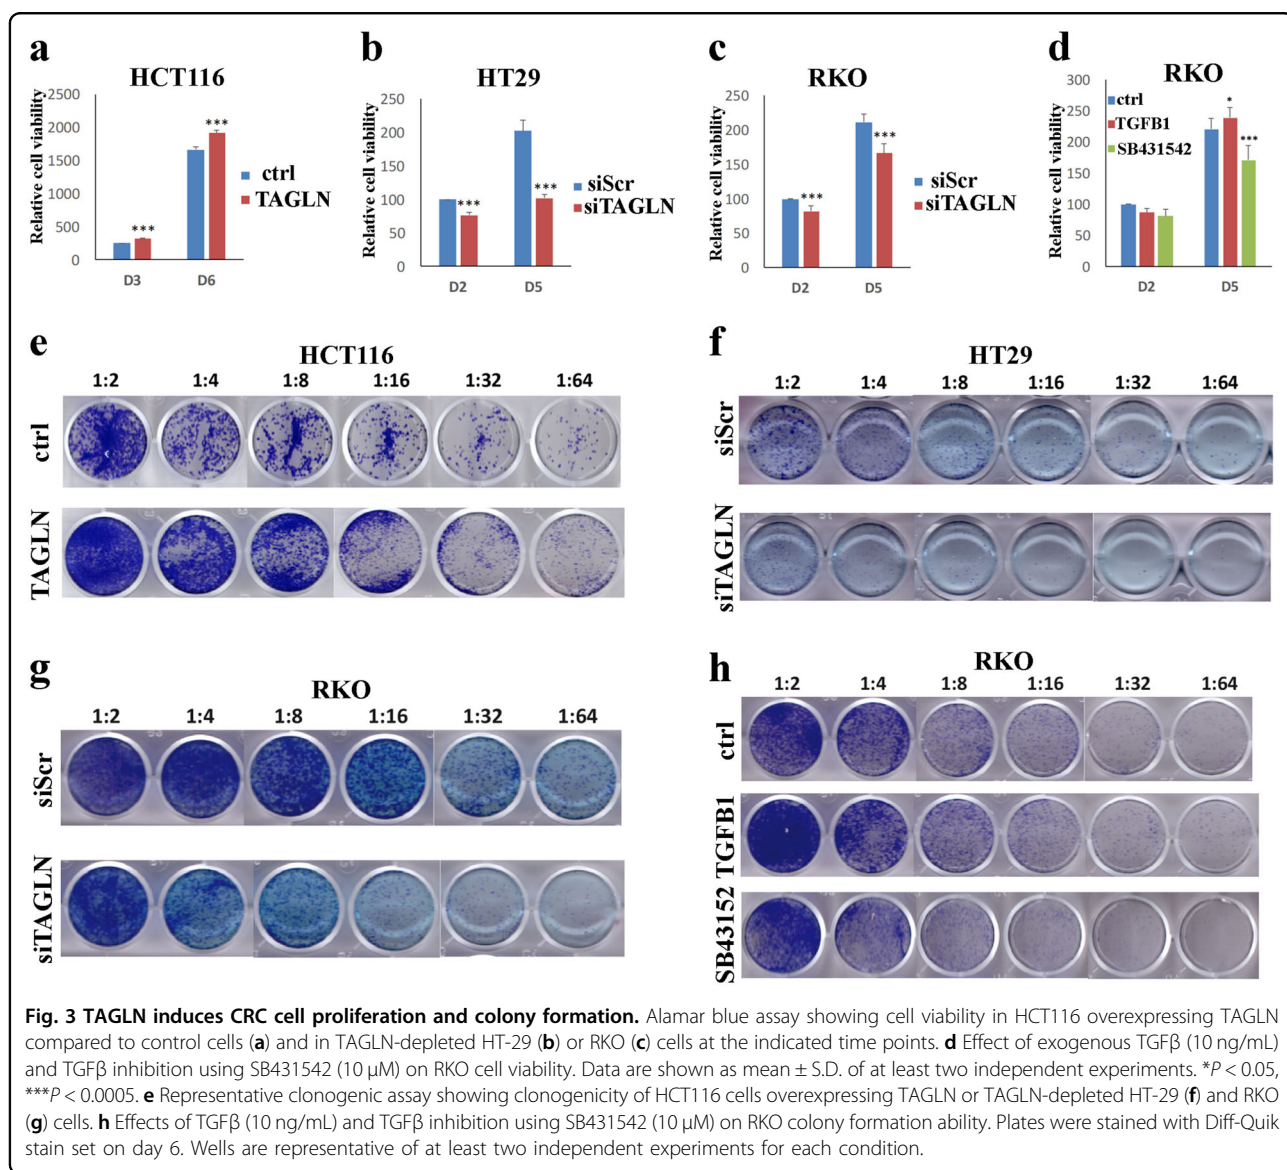 a
HCT116
Relative cell viability
2500
2000
1500
1000
500
0
***
***
D3
D6
ctrl
TAGLN
b
HT29
Relative cell viability
250
200
150
100
50
0
***
***
D2
D5
siScr
siTAGLN
c
RKO
Relative cell viability
250
200
150
100
50
0
***
***
D2
D5
siScr
siTAGLN
d
RKO
Relative cell viability
300
250
200
150
100
50
0
ctrl
TGFB1
SB431542
*
***
D2
D5
e
HCT116
1:2 1:4 1:8 1:16 1:32 1:64
ctrl
TAGLN
f
HT29
1:2 1:4 1:8 1:16 1:32 1:64
siScr
siTAGLN
g
RKO
1:2 1:4 1:8 1:16 1:32 1:64
siScr
siTAGLN
h
RKO
1:2 1:4 1:8 1:16 1:32 1:64
ctrl
TGFB1
SB43152
Fig. 3 TAGLN induces CRC cell proliferation and colony formation. Alamar blue assay showing cell viability in HCT116 overexpressing TAGLN
compared to control cells (a) and in TAGLN-depleted HT-29 (b) or RKO (c) cells at the indicated time points. d Effect of exogenous TGFβ (10 ng/mL)
and TGFβ inhibition using SB431542 (10 μM) on RKO cell viability. Data are shown as mean ± S.D. of at least two independent experiments. *P < 0.05,
***P < 0.0005. e Representative clonogenic assay showing clonogenicity of HCT116 cells overexpressing TAGLN or TAGLN-depleted HT-29 (f) and RKO
(g) cells. h Effects of TGFβ (10 ng/mL) and TGFβ inhibition using SB431542 (10 μM) on RKO colony formation ability. Plates were stained with Diff-Quik
stain set on day 6. Wells are representative of at least two independent experiments for each condition.